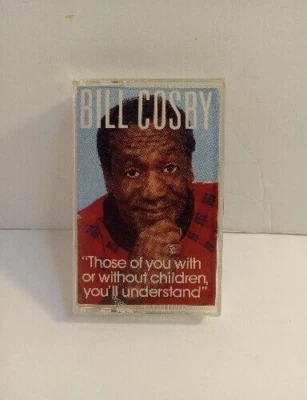 BILL COSBY
"Those of you with
or without children,
you'll understand"